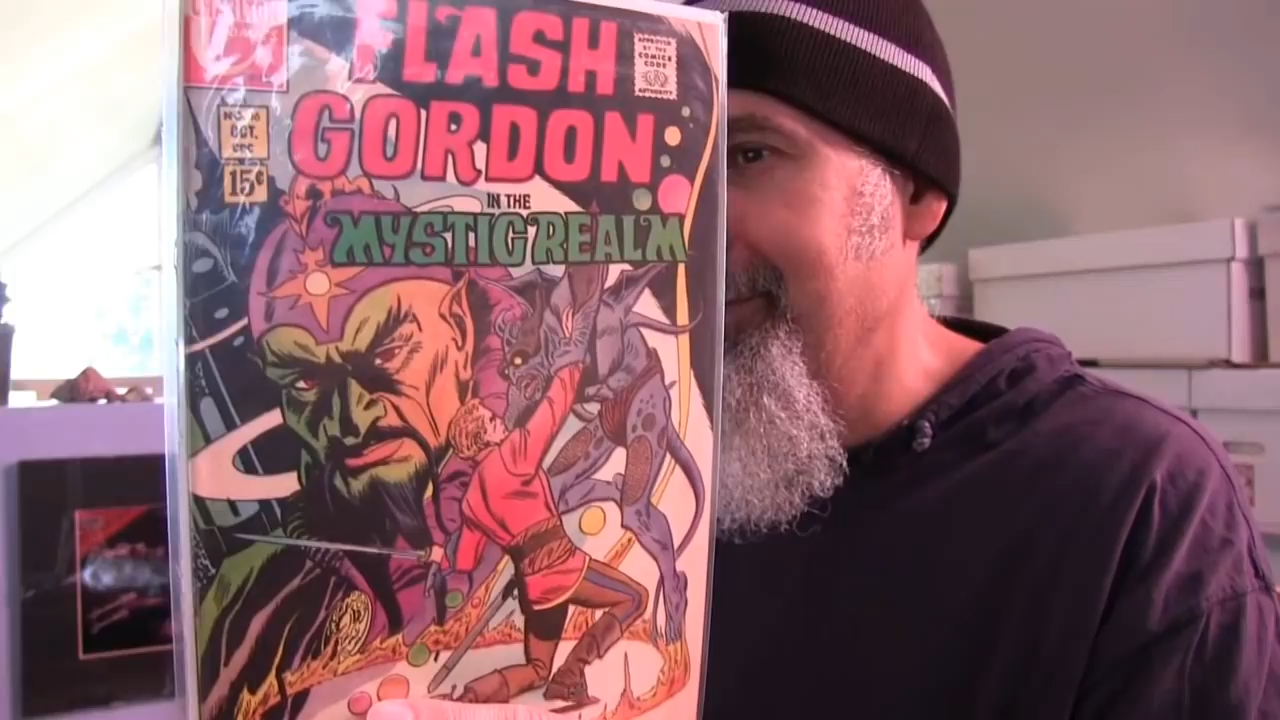 FLASH
GORDON
APPROVED
BY THE
COMICS
CODE
AUTHORITY
OCT.
15¢
IN THE
MYSTIC REALM